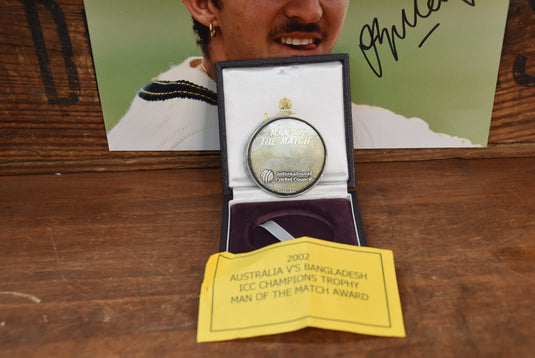 MAN OF
THE MATCH
International
Cricket Council
2002
AUSTRALIA V'S BANGLADESH
ICC CHAMPIONS TROPHY
MAN OF THE MATCH AWARD